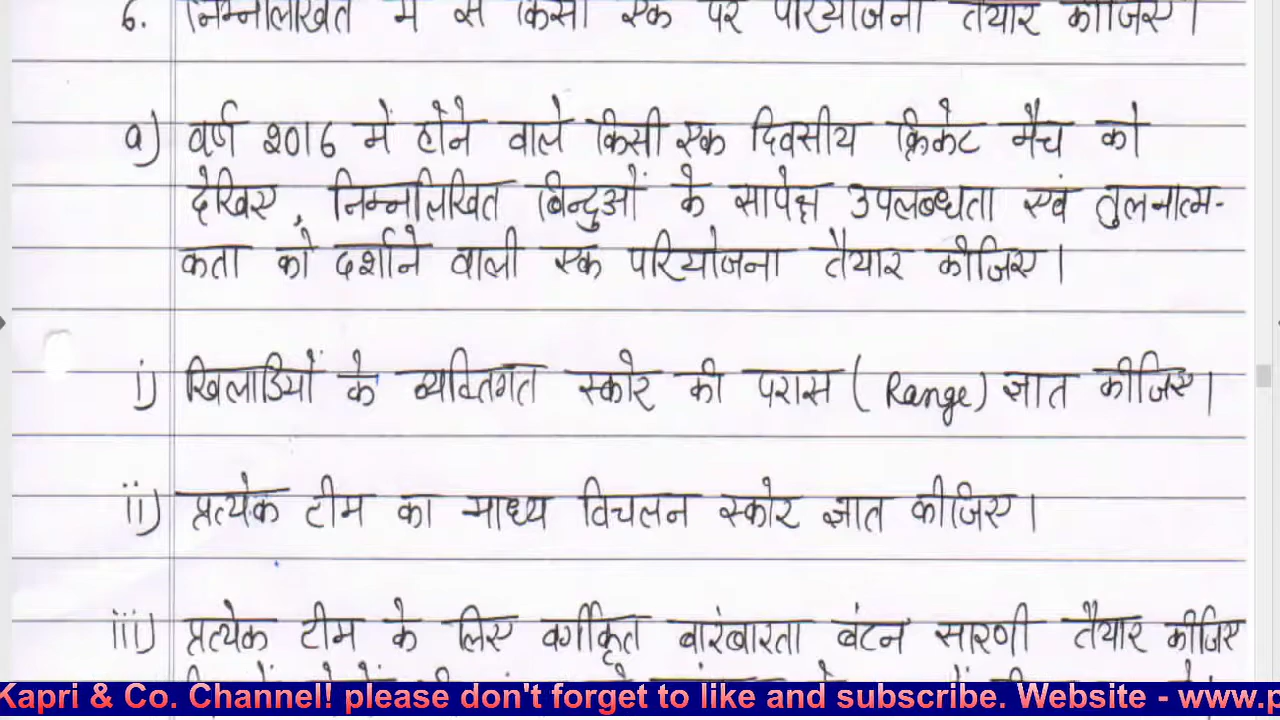 6. निम्नलिखित में से किसी एक पर परियोजना तैयार कीजिए।
a) वर्ष 2016 में होने वाले किसी एक दिवसीय क्रिकेट मैच को
देखिए, निम्नलिखित बिन्दुओं के सापेक्ष उपलब्धता एवं तुलनात्म-
कता को दर्शाने वाली एक परियोजना तैयार कीजिए।
i) खिलाडियों के व्यक्तिगत स्कोर की परास (Range) ज्ञात कीजिए।
ii) प्रत्येक टीम का माध्य विचलन स्कोर ज्ञात कीजिए।
iii) प्रत्येक टीम के लिए वर्गीकृत बारंबारता बंटन सारणी तैयार कीजिए
Kapri & Co. Channel! please don't forget to like and subscribe. Website - www.p